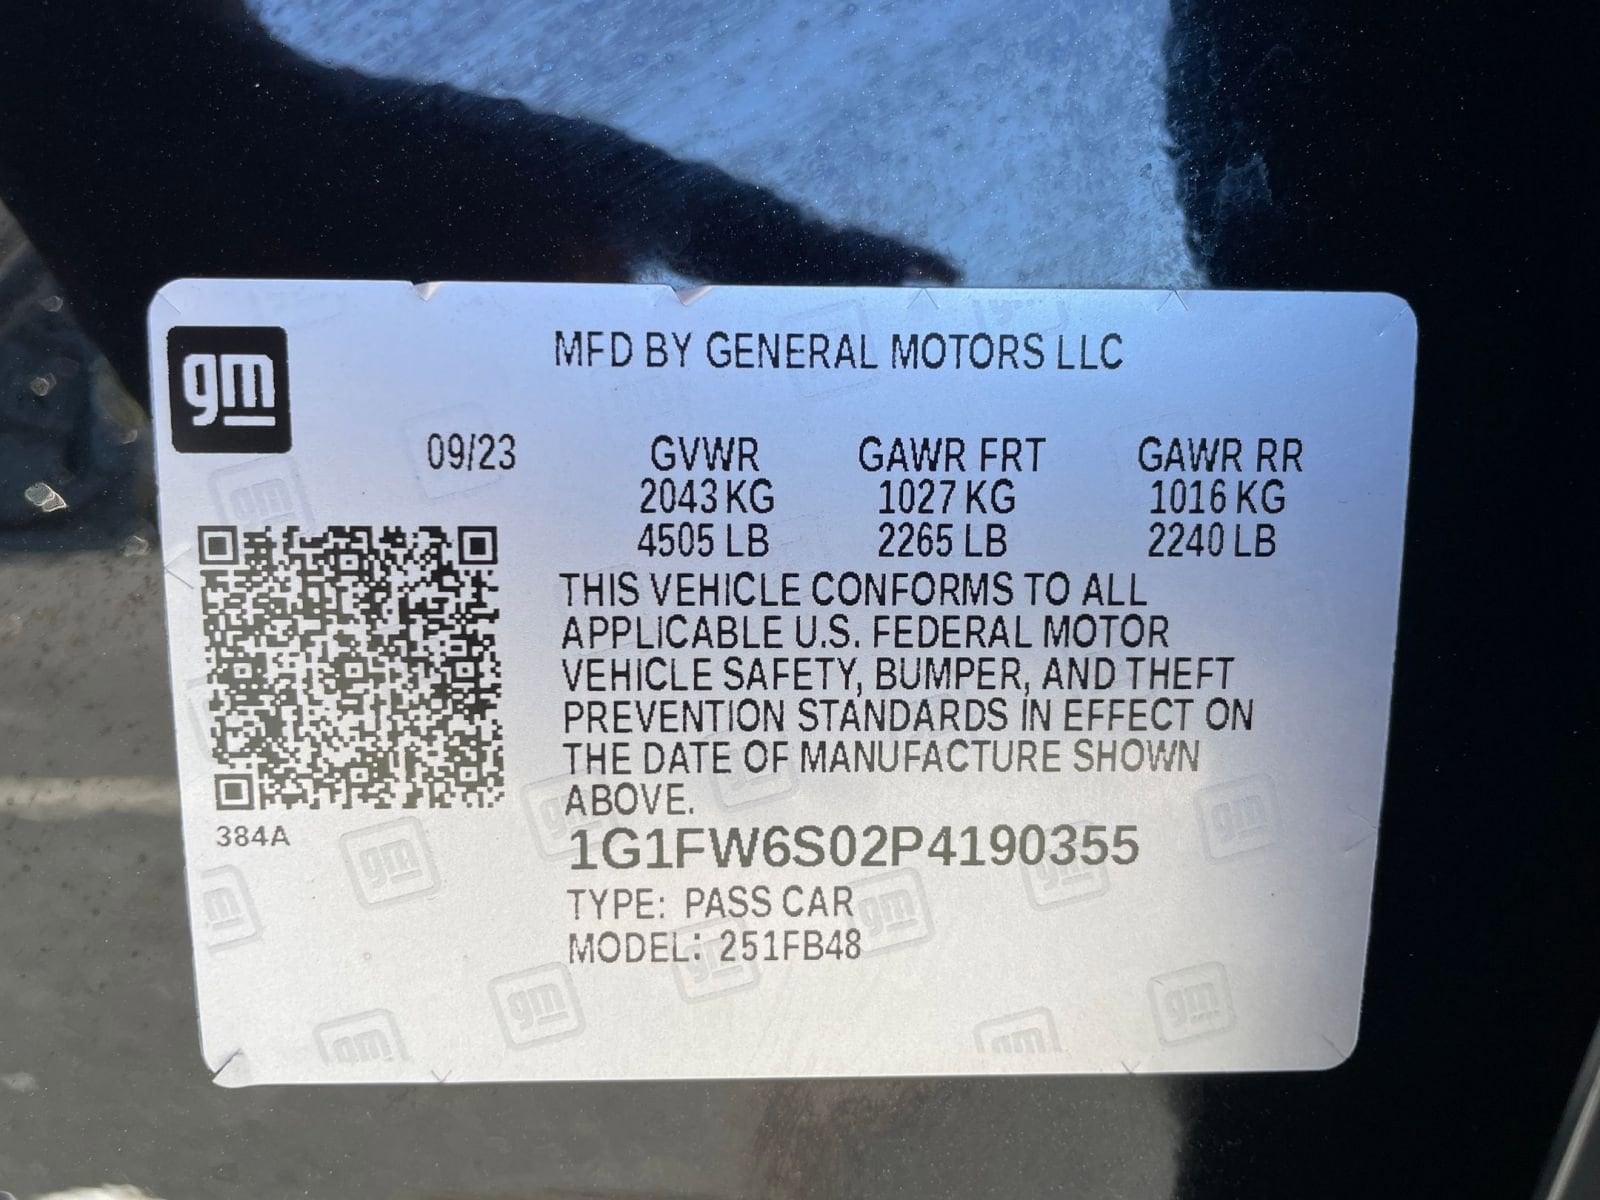 gm
MFD BY GENERAL MOTORS LLC
09/23 GVWR GAWR FRT GAWR RR
2043 KG 1027 KG 1016 KG
4505 LB 2265 LB 2240 LB
THIS VEHICLE CONFORMS TO ALL
APPLICABLE U.S. FEDERAL MOTOR
VEHICLE SAFETY, BUMPER, AND THEFT
PREVENTION STANDARDS IN EFFECT ON
THE DATE OF MANUFACTURE SHOWN
ABOVE.
384A
1G1FW6S02P4190355
TYPE: PASS CAR
MODEL: 251FB48